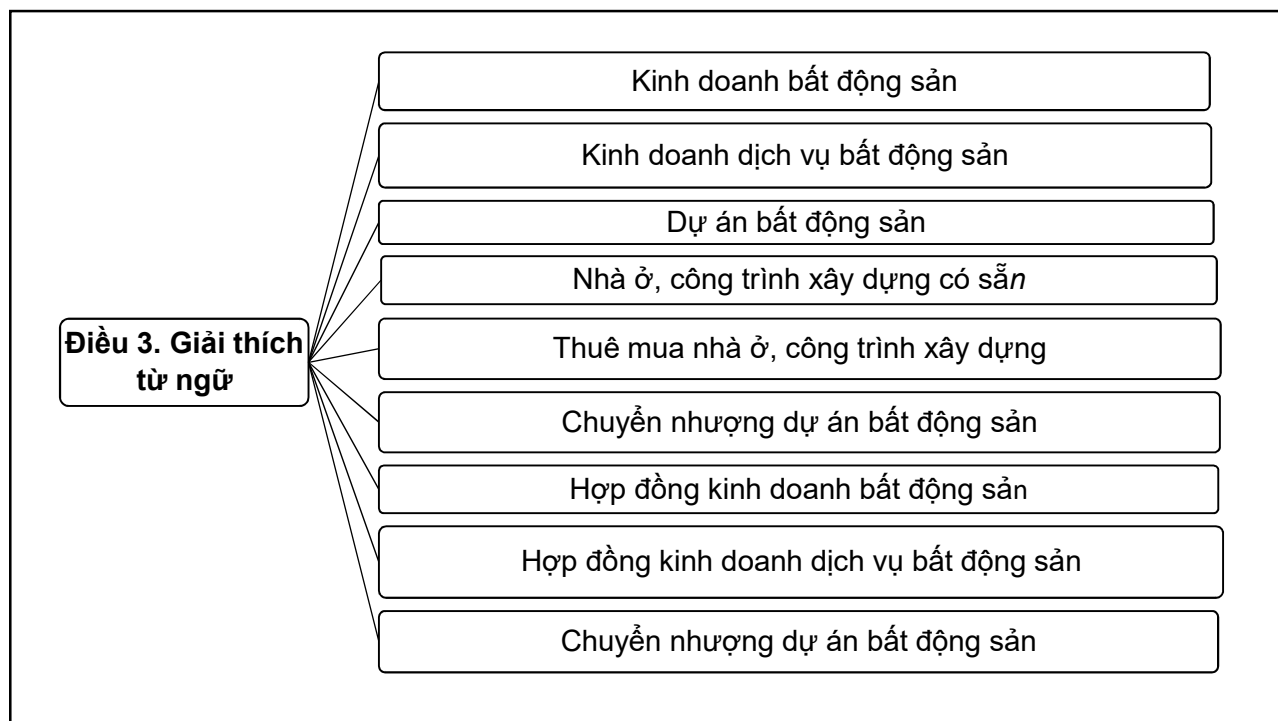 Kinh doanh bất động sản
Kinh doanh dịch vụ bất động sản
Dự án bất động sản
Nhà ở, công trình xây dựng có sẵn
Điều 3. Giải thích
từ ngữ
Thuê mua nhà ở, công trình xây dựng
Chuyển nhượng dự án bất động sản
Hợp đồng kinh doanh bất động sản
Hợp đồng kinh doanh dịch vụ bất động sản
Chuyển nhượng dự án bất động sản